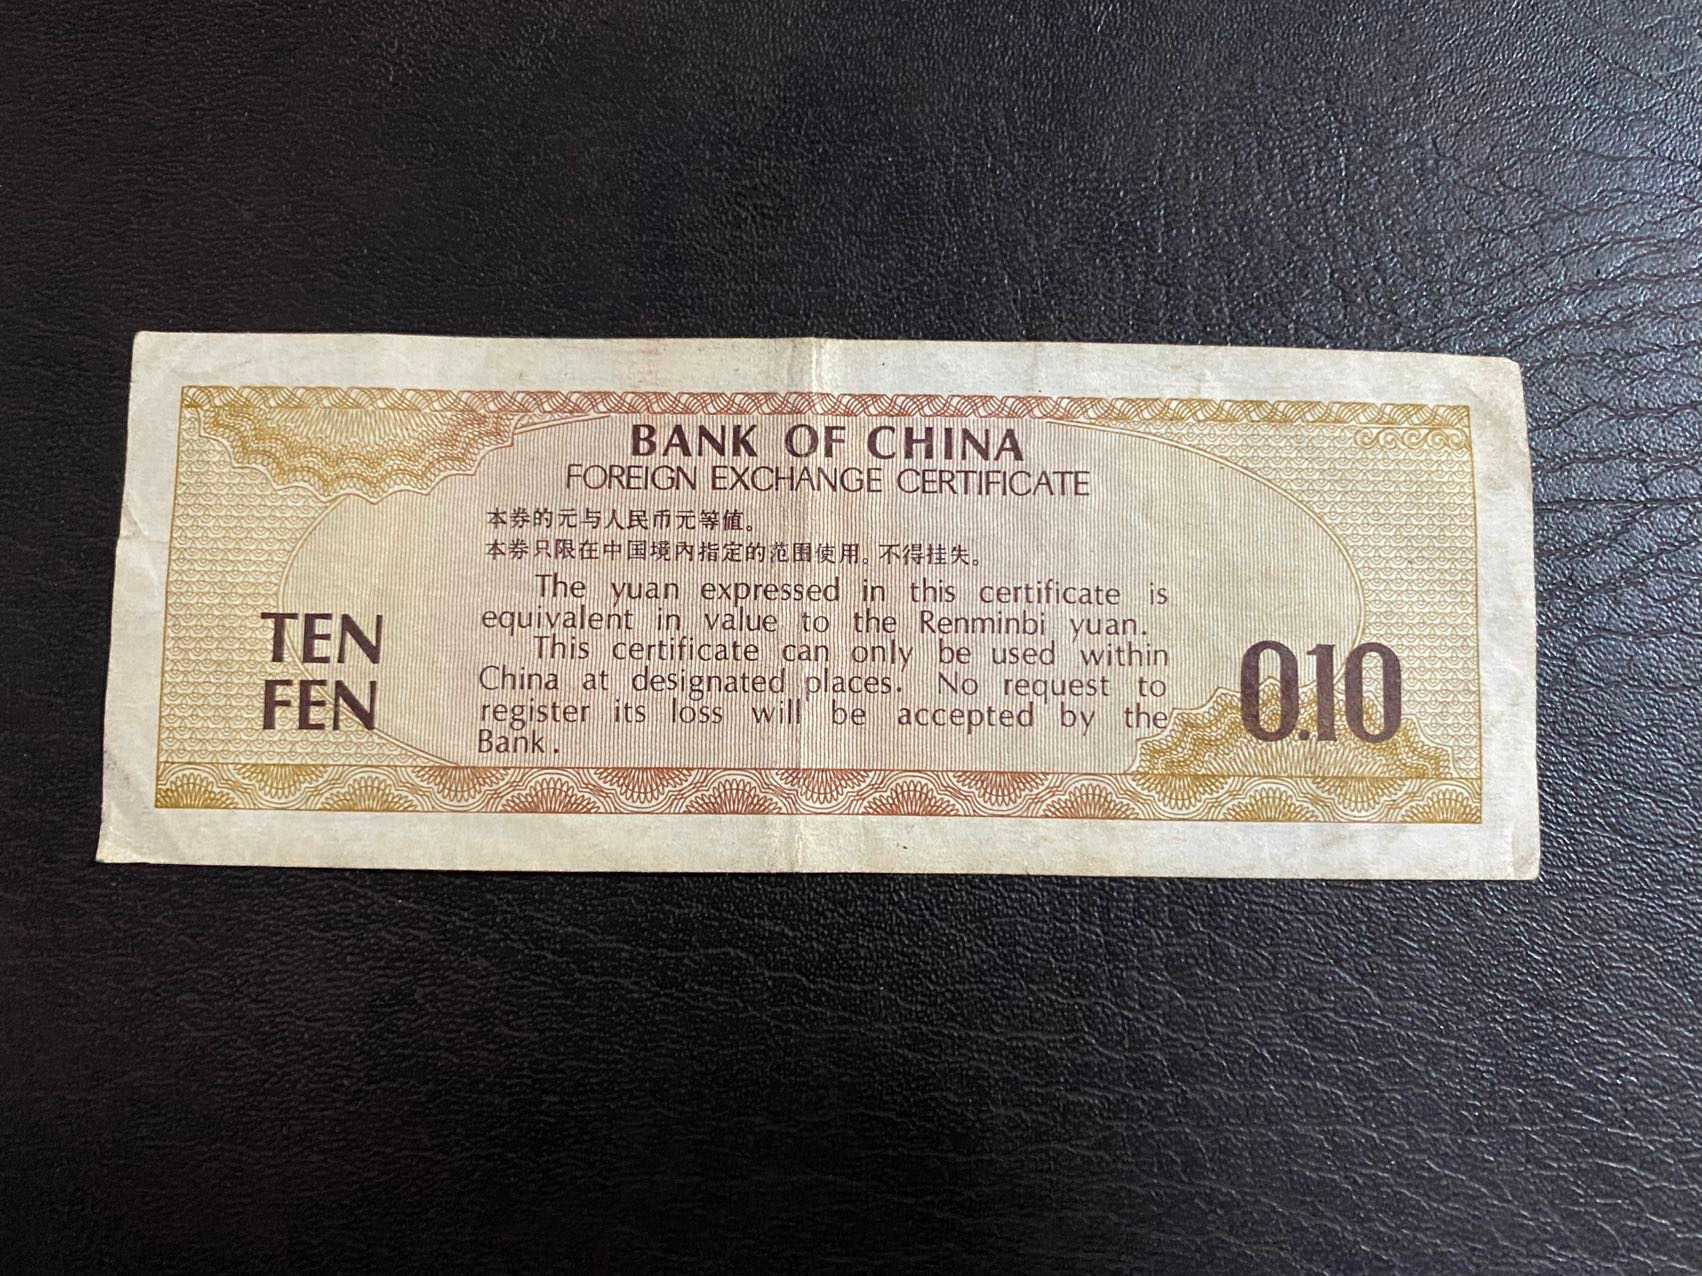 BANK OF CHINA
FOREIGN EXCHANGE CERTIFICATE
本券的元与人民币元等值。
本券只限在中国境内指定的范围使用。不得挂失。
The yuan expressed in this certificate is
equivalent in value to the Renminbi yuan.
This certificate can only be used within
China at designated places. No request to
register its loss will be accepted by the
Bank.
TEN
FEN
0.10